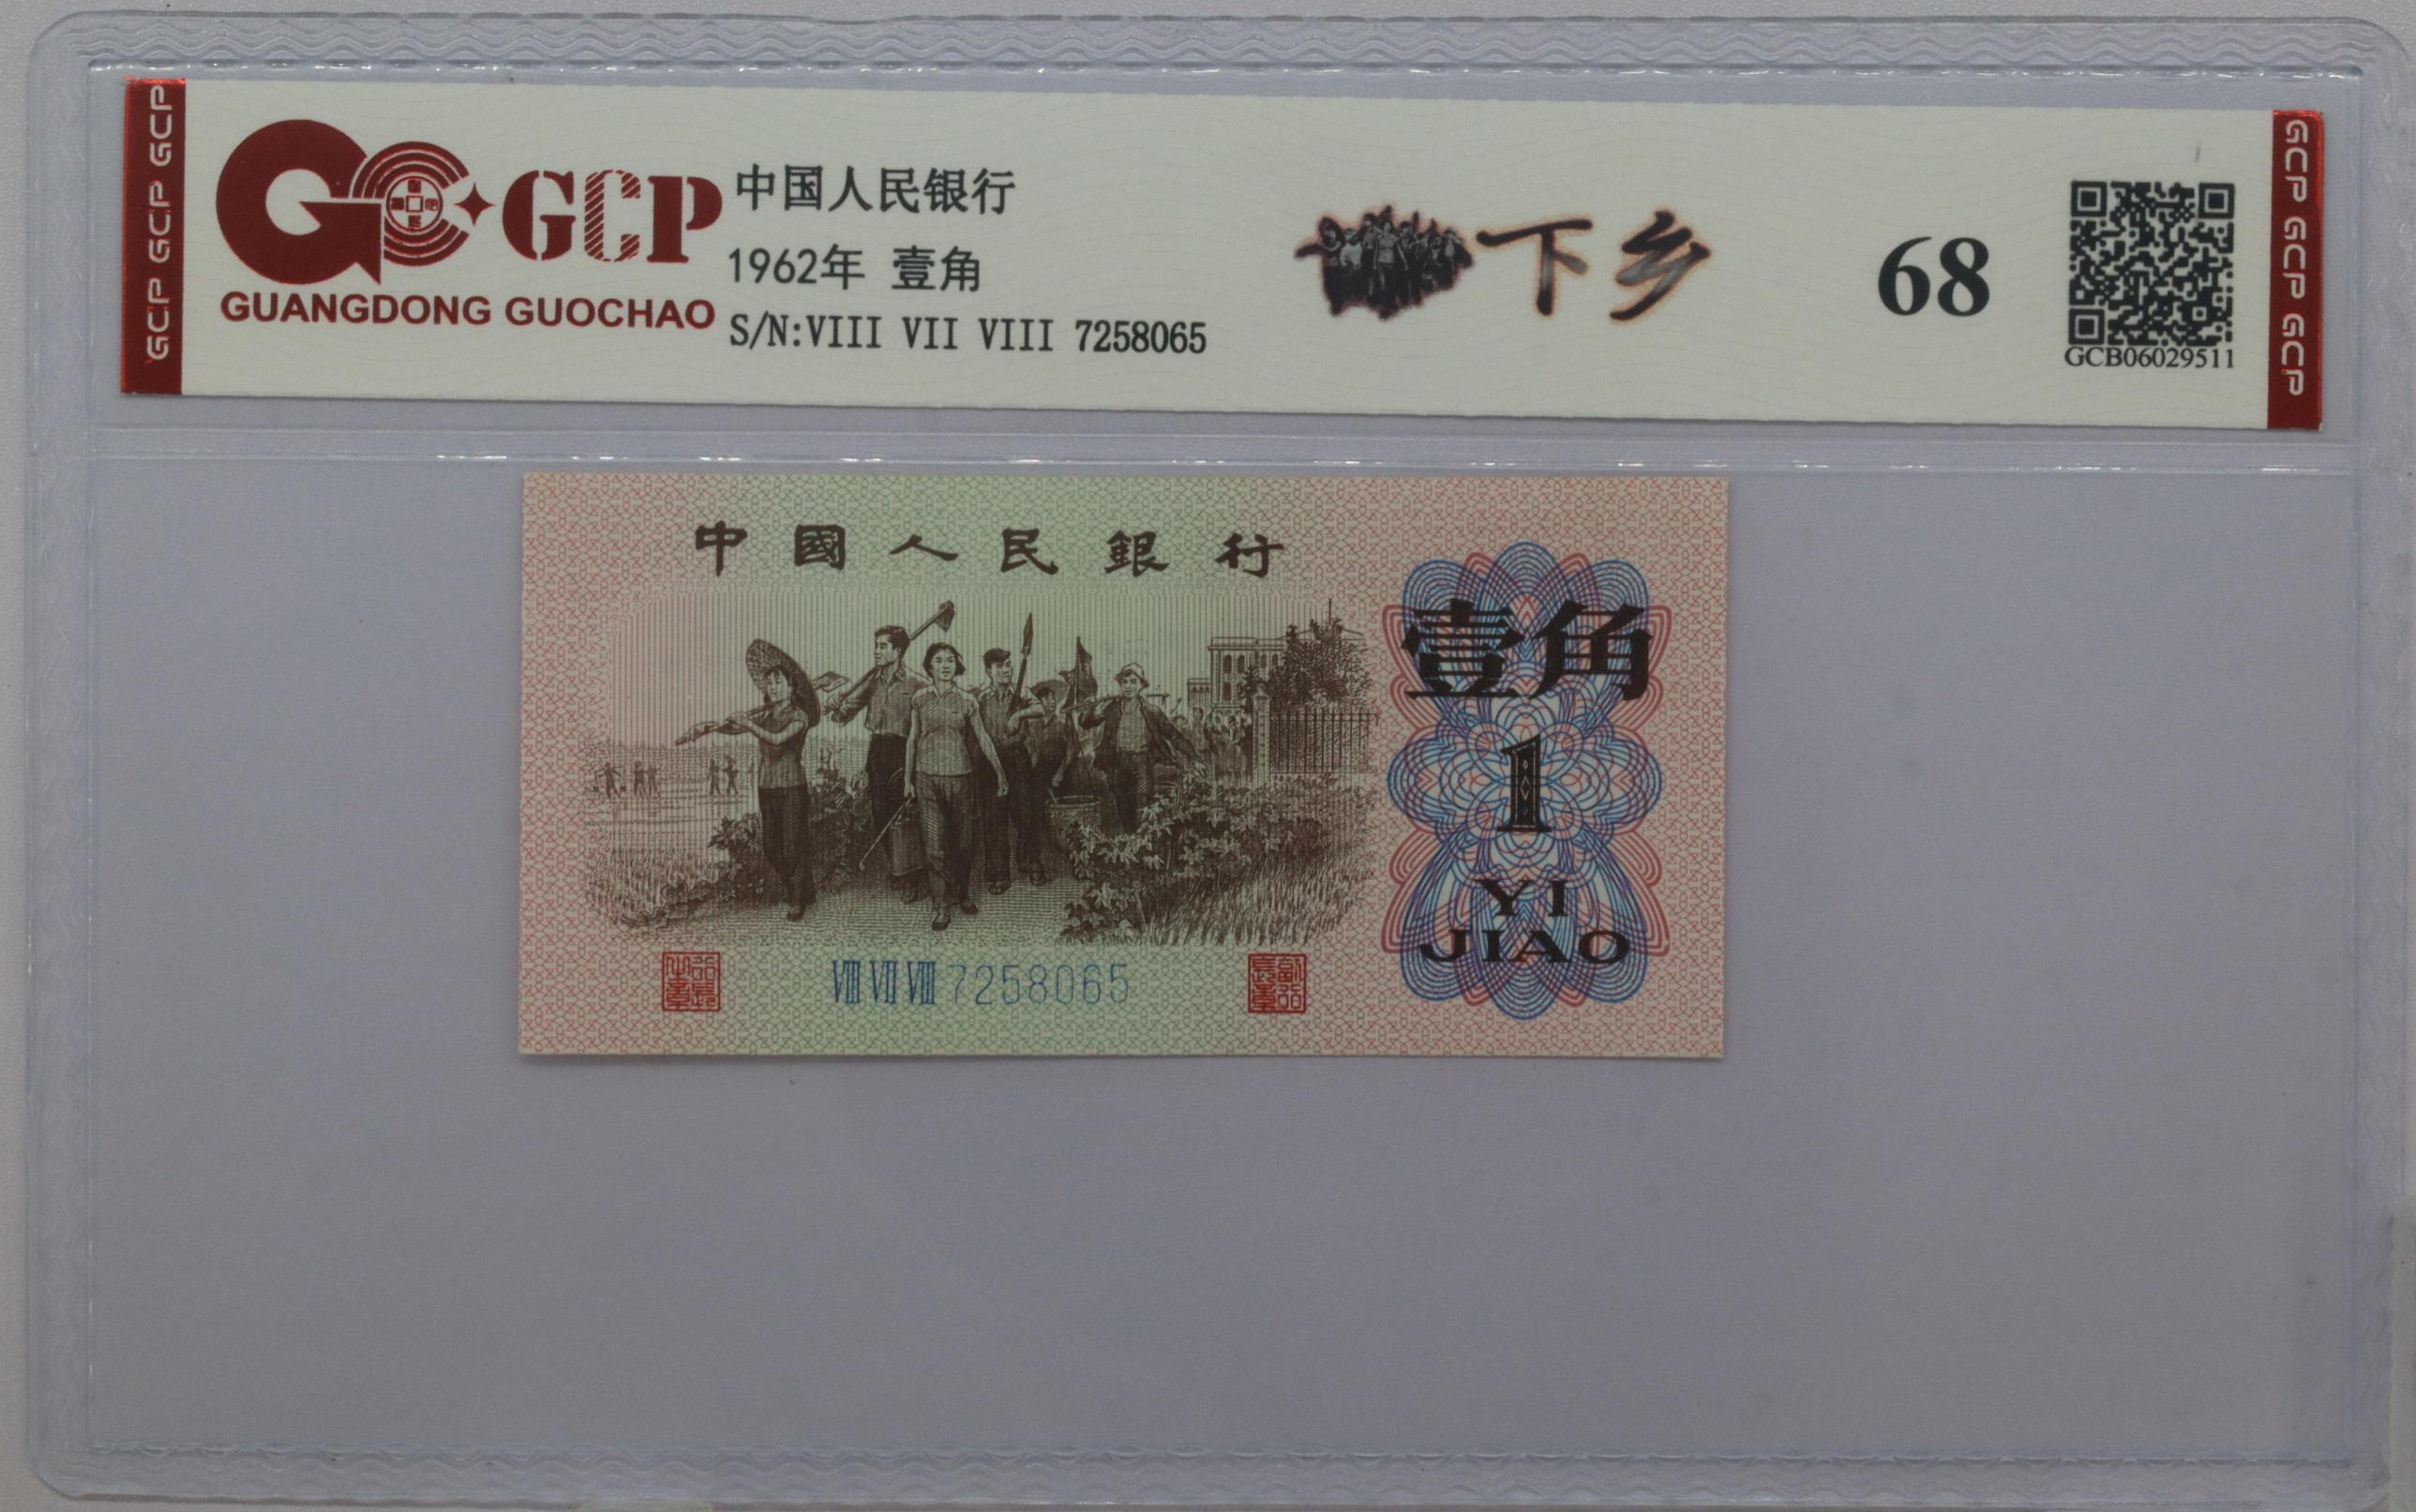 GCP GCP GCP
GCP
GUANGDONG GUOCHAO
中国人民银行
1962年 壹角
S/N:VIII VII VIII 7258065
下乡
68
GCB06029511
GCP GCP GCP
中國人民銀行
壹角
1
YI
JIAO
VIII VII VIII 7258065